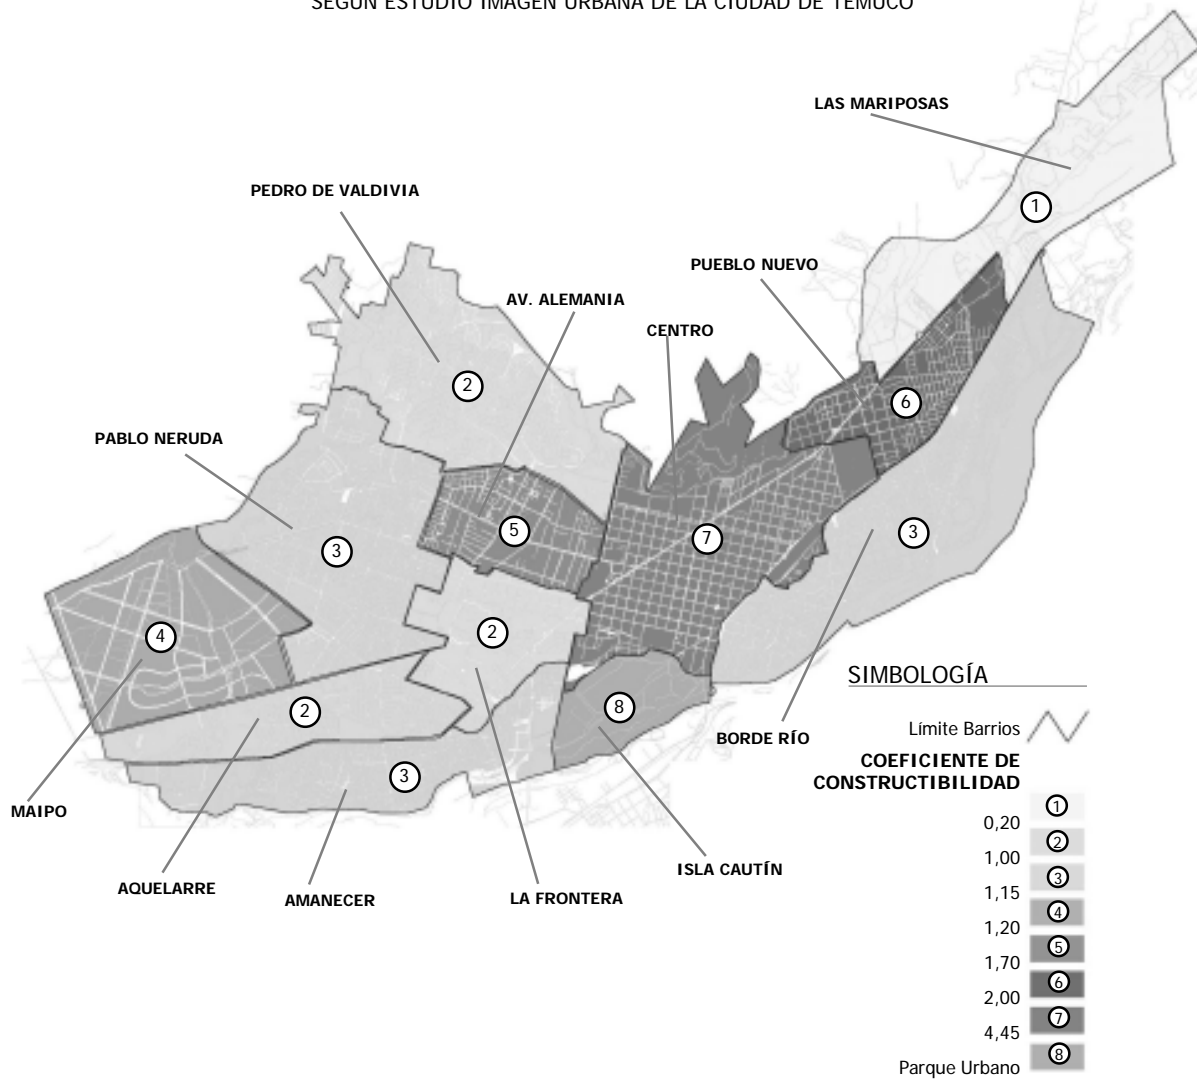 SEGÚN ESTUDIO IMAGEN URBANA DE LA CIUDAD DE TEMUCO
LAS MARIPOSAS
PEDRO DE VALDIVIA
1
PUEBLO NUEVO
AV. ALEMANIA
CENTRO
2
6
PABLO NERUDA
5
7
3
3
4
2
SIMBOLOGÍA
8
2
Límite Barrios
BORDE RÍO
COEFICIENTE DE
CONSTRUCTIBILIDAD
3
MAIPO
1
0,20
2
1,00
ISLA CAUTÍN
3
AQUELARRE
1,15
AMANECER
LA FRONTERA
4
1,20
5
1,70
6
2,00
7
4,45
8
Parque Urbano